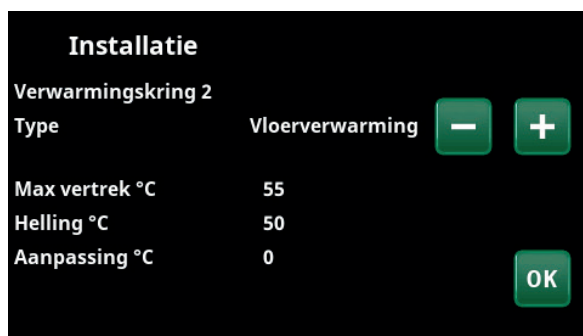 Installatie
Verwarmingskring 2
Type Vloerverwarming − +
Max vertrek °C 55
Helling °C 50
Aanpassing °C 0
OK